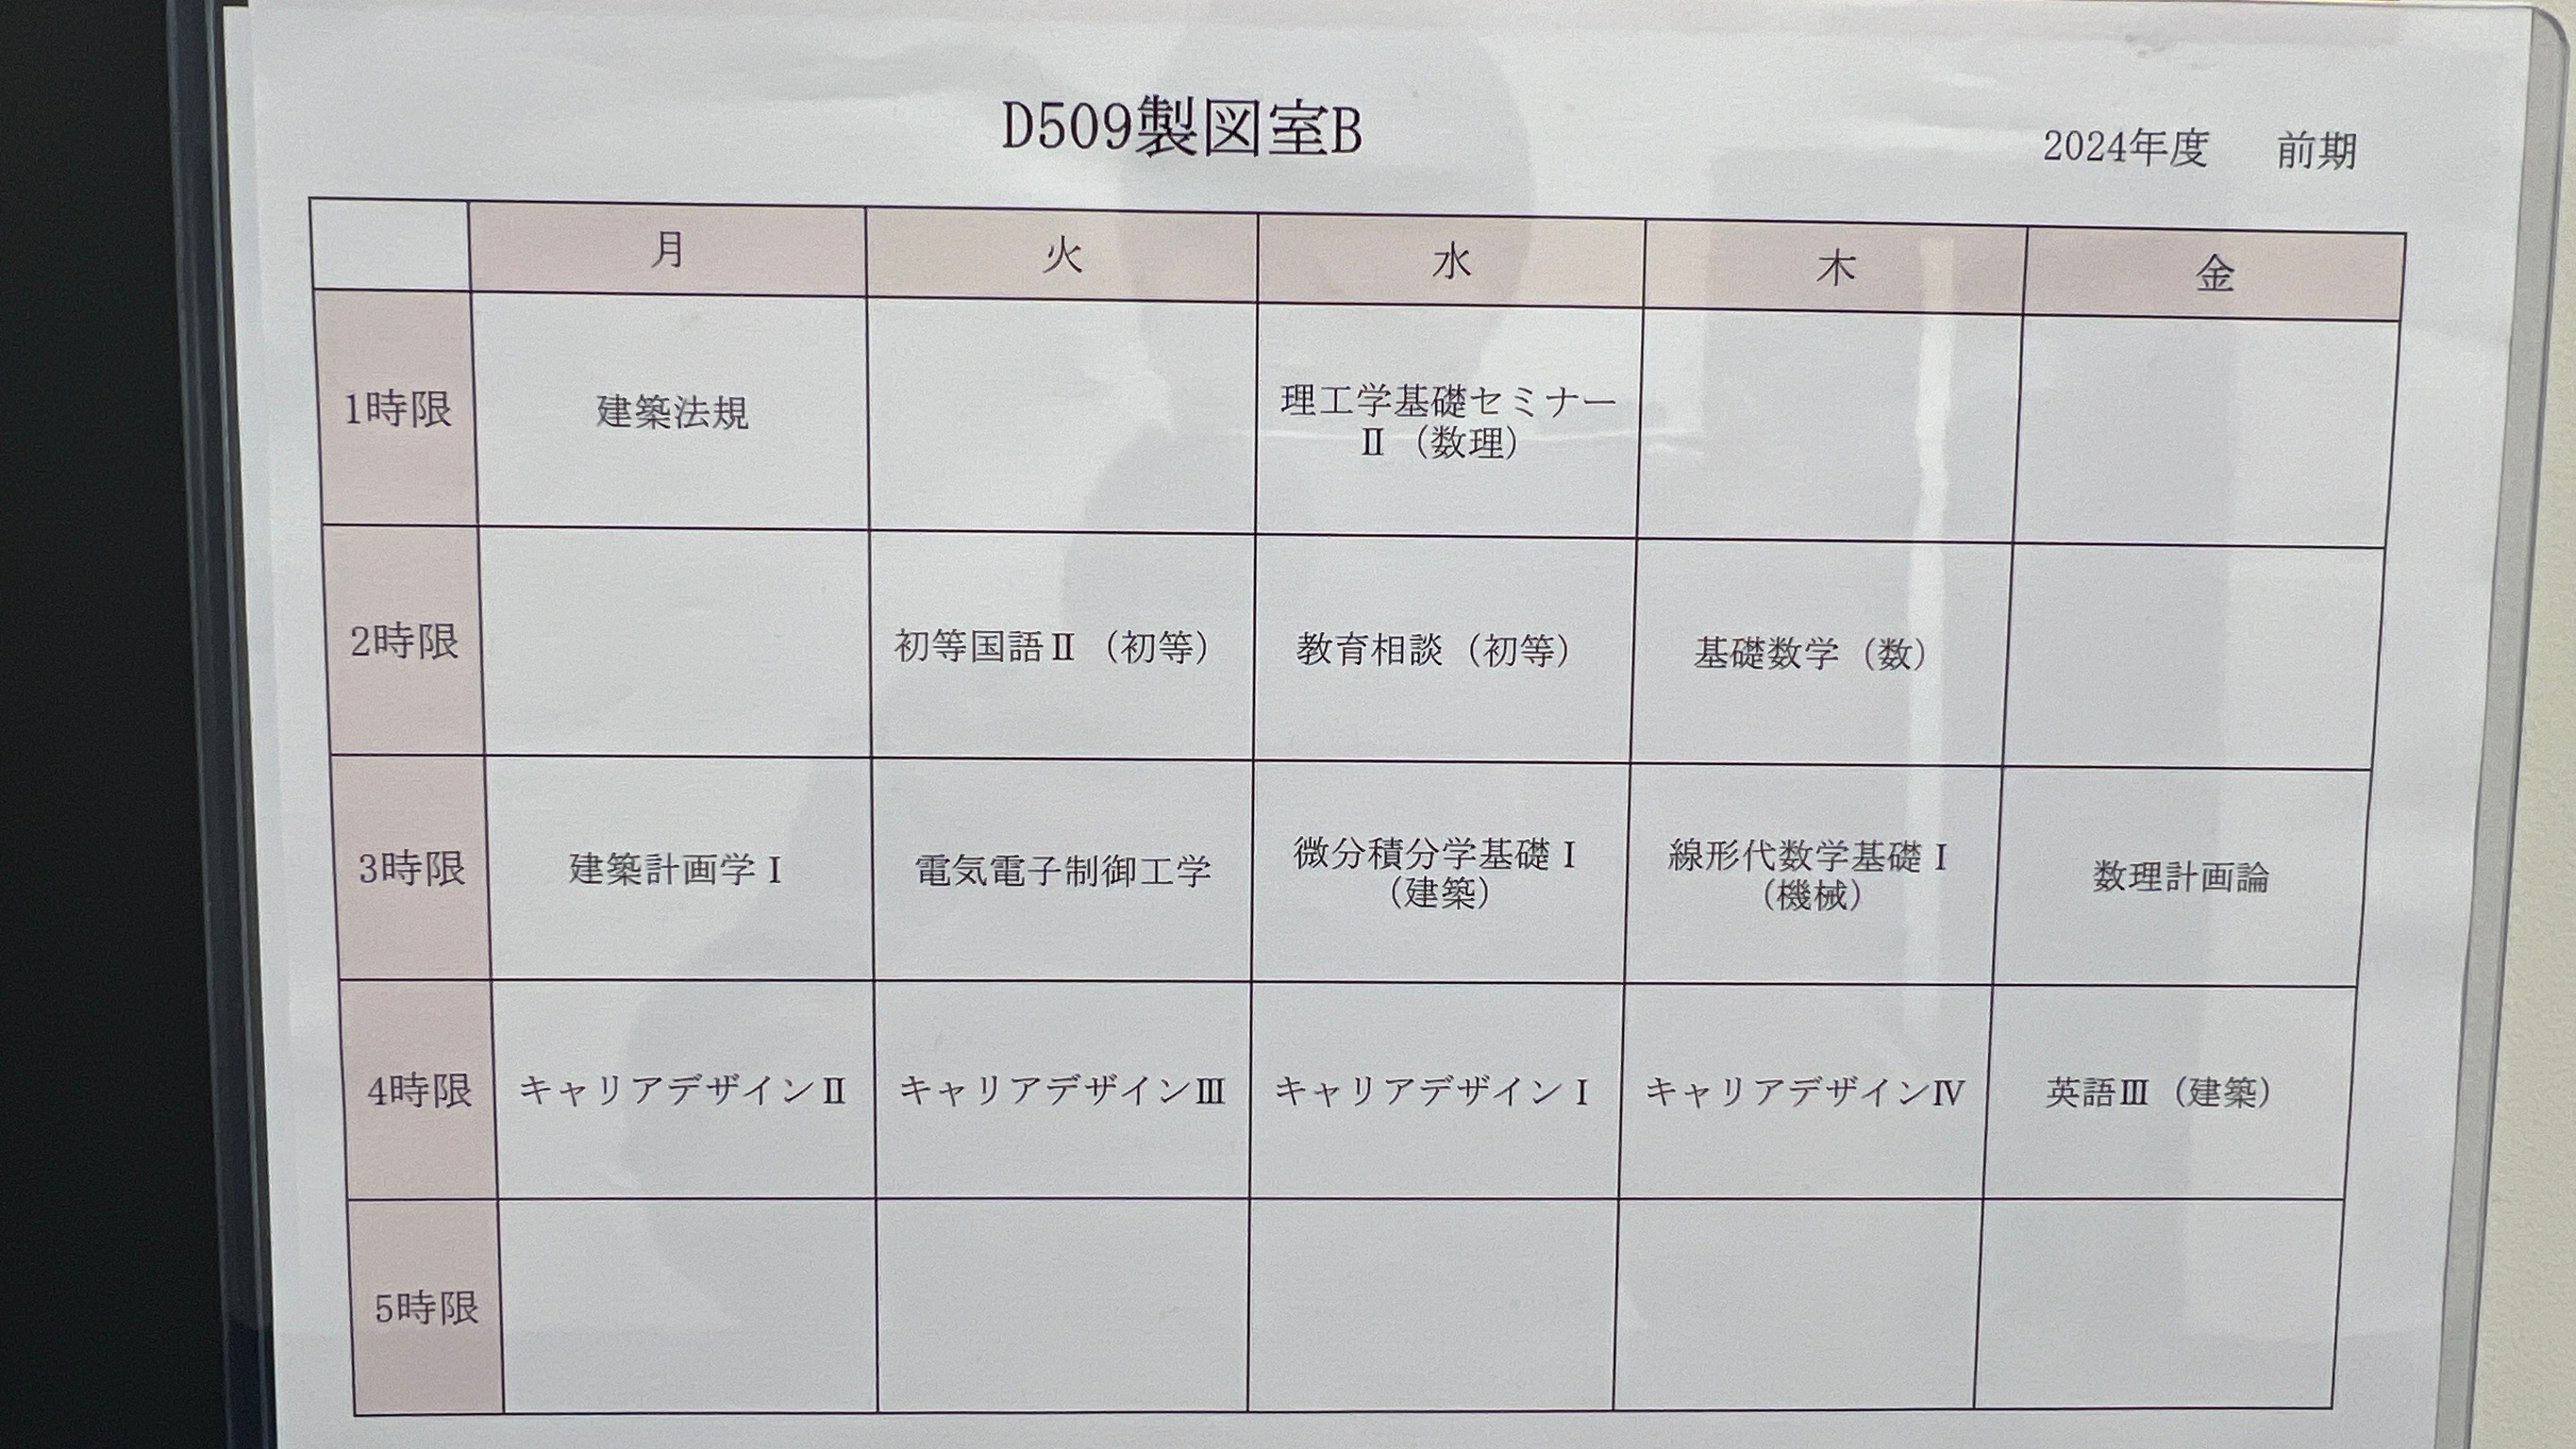 D509製図室B
2024年度 前期
月 火 水 木 金
1時限 建築法規 理工学基礎セミナー
Ⅱ（数理）
2時限 初等国語Ⅱ（初等） 教育相談（初等） 基礎数学（数）
3時限 建築計画学Ⅰ 電気電子制御工学 微分積分学基礎Ⅰ
（建築） 線形代数学基礎Ⅰ
（機械） 数理計画論
4時限 キャリアデザインⅡ キャリアデザインⅢ キャリアデザインⅠ キャリアデザインⅣ 英語Ⅲ（建築）
5時限